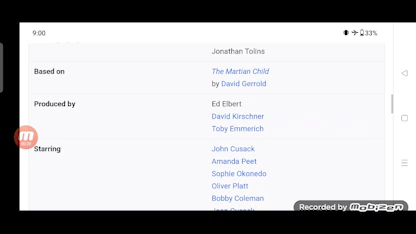 9:00
33%
Jonathan Tolins
Based on
The Martian Child
by David Gerrold
Produced by
Ed Elbert
David Kirschner
Toby Emmerich
Starring
John Cusack
Amanda Peet
Sophie Okonedo
Oliver Platt
Bobby Coleman
Recorded by Mobizen